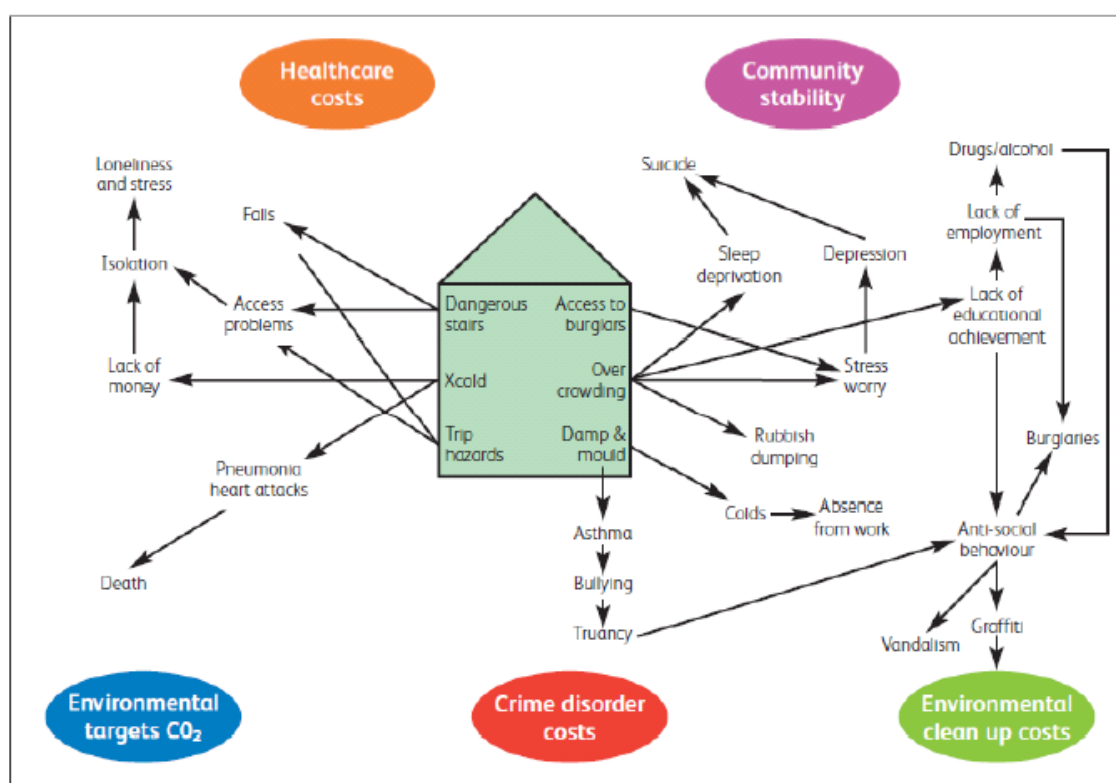 Healthcare
costs
Community
stability
Loneliness
and stress
Falls
Isolation
Access
problems
Lack of
money
Pneumonia
heart attacks
Death
Dangerous
stairs
Xcold
Trip
hazards
Access to
burglars
Over
crowding
Damp &
mould
Suicide
Sleep
deprivation
Depression
Stress
worry
Rubbish
dumping
Colds
Absence
from work
Asthma
Bullying
Truancy
Drugs/alcohol
Lack of
employment
Lack of
educational
achievement
Burglaries
Anti-social
behaviour
Graffiti
Vandalism
Environmental
targets CO₂
Crime disorder
costs
Environmental
clean up costs